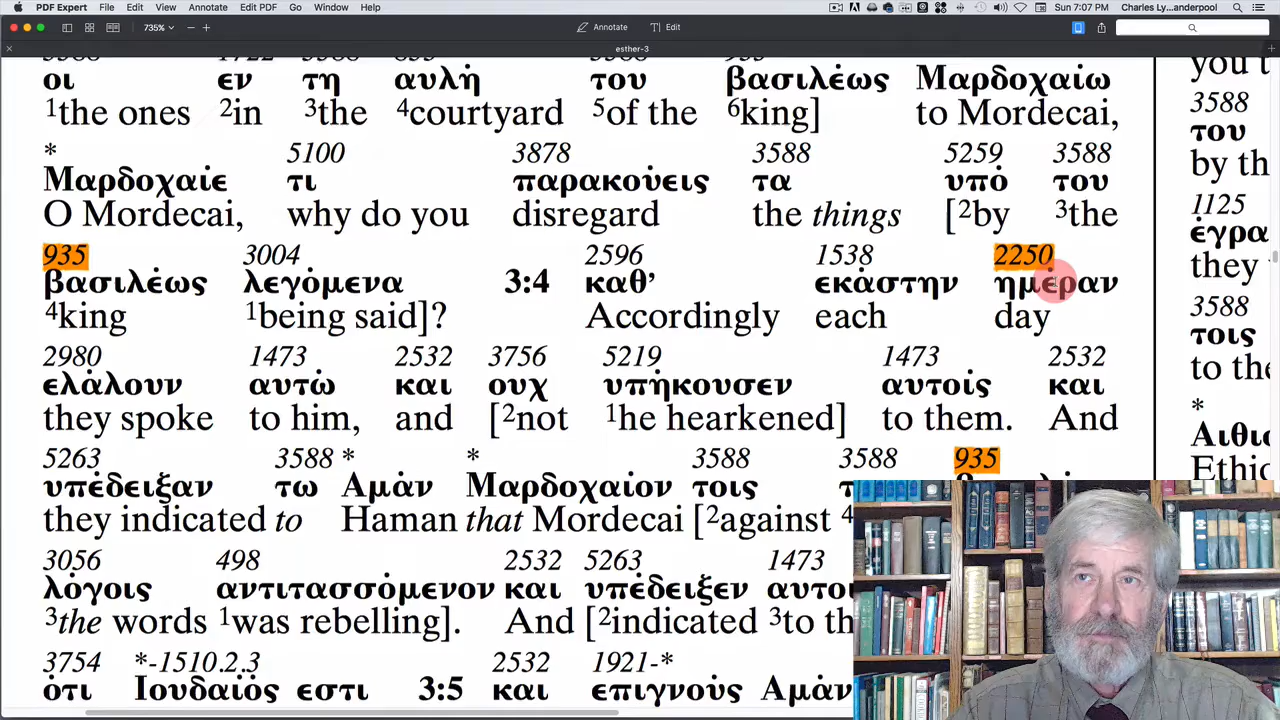 PDF Expert File Edit View Annotate Edit PDF Go Window Help Sun 7:07 PM Charles Ly...anderpool
735% Annotate Edit
esther-3
οι εν τη αυλή του βασιλέως Μαρδοχαίω
1the ones 2in 3the 4courtyard 5of the 6king] to Mordecai,
* 5100 3878 3588 5259 3588
Μαρδοχαίε τι παρακούεις τα υπό του
O Mordecai, why do you disregard the things [2by 3the
935 3004 2596 1538 2250
βασιλέως λεγόμενα 3:4 καθ’ εκάστην ημέραν
4king 1being said]? Accordingly each day
2980 1473 2532 3756 5219 1473 2532
ελάλουν αυτώ και ουχ υπήκουσεν αυτοίς και
they spoke to him, and [2not 1he hearkened] to them. And
5263 3588 * * 3588 3588 935
υπέδειξαν τω Αμάν Μαρδοχαίον τοις
they indicated to Haman that Mordecai [2against 4
3056 498 2532 5263 1473
λόγοις αντιτασσόμενον και υπέδειξεν
3the words 1was rebelling]. And [2indicated 3to
3754 *-1510.2.3 2532 1921-*
ότι Ιουδαίός εστι 3:5 και επιγνούς Αμάν
you
3588
του
by
1125
they
3588
τοις
to
*